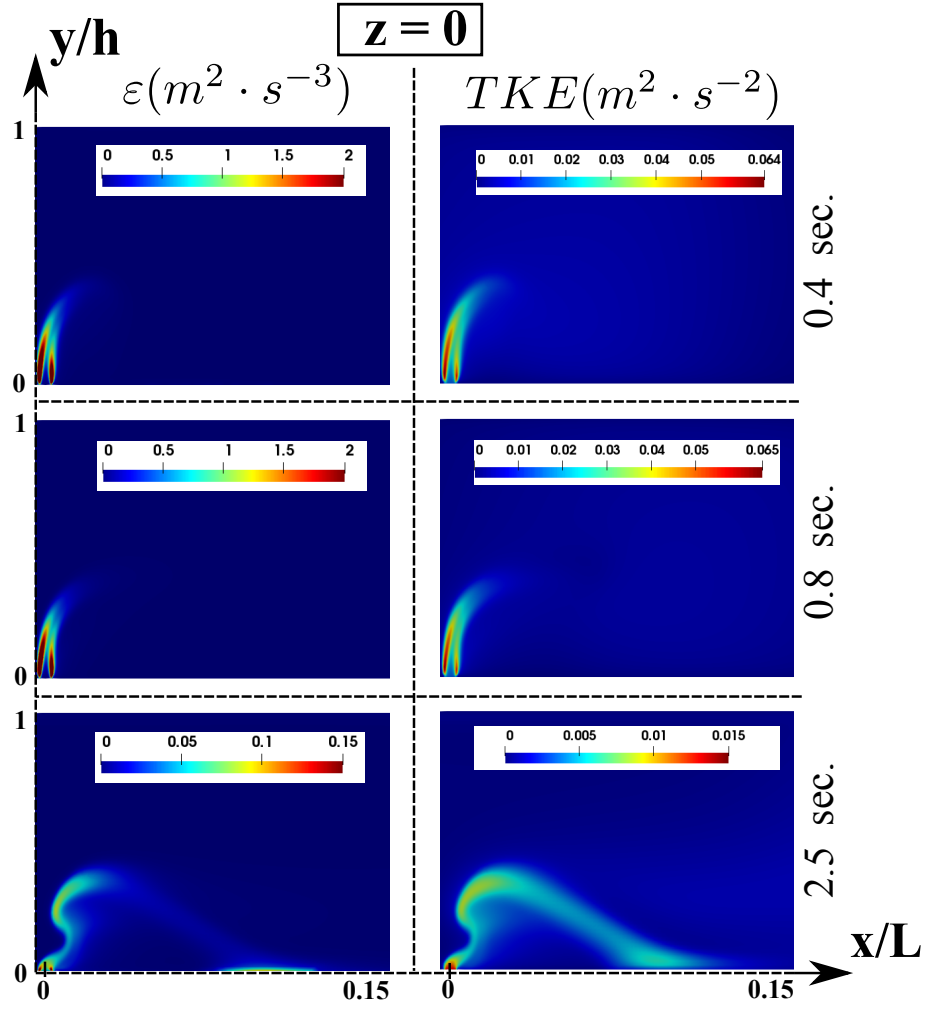 z = 0
y/h
ε(m² · s⁻³)
TKE(m² · s⁻²)
1
0 0.5 1 1.5 2
0 0.01 0.02 0.03 0.04 0.05 0.064
0.4 sec.
0
1
0 0.5 1 1.5 2
0 0.01 0.02 0.03 0.04 0.05 0.065
0.8 sec.
0
1
0 0.05 0.1 0.15
0 0.005 0.01 0.015
2.5 sec.
0
x/L
0 0.15
0 0.15